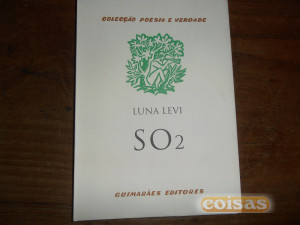 COLECÇÃO POESIA E VERDADE
LUNA LEVI
SO2
GUIMARÃES EDITORES
coisas